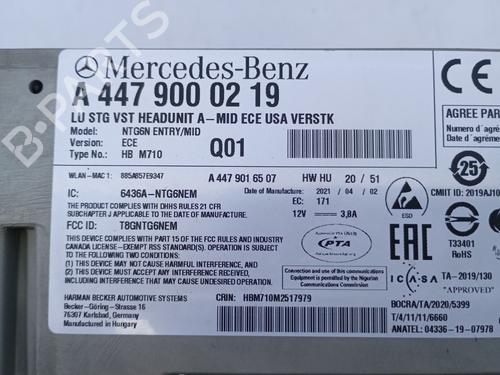 Mercedes-Benz
A 447 900 02 19
LU STG VST HEADUNIT A-MID ECE USA VERSTK
Model: NTG6N ENTRY/MID
Version: ECE
Type No.: HB M710
Q01
WLAN-MAC 1: 885A857E9347
A 447 901 65 07 HW HU 20 / 51
IC: 6436A-NTG6NEM
Date of Manufacture: 2021 / 04 / 02
THE PRODUCT COMPLIES WITH DHHS RULES 21 CFR
SUBCHAPTER J APPLICABLE AT DATE OF MANUFACTURE.
EC: 171
12V 3,8A
FCC ID: T8GNTG6NEM
THIS DEVICE COMPLIES WITH PART 15 OF THE FCC RULES AND INDUSTRY
CANADA LICENSE-EXEMPT RSS STANDARD(S). OPERATION IS SUBJECT TO
THE FOLLOWING TWO CONDITIONS:
(1) THIS DEVICE MAY NOT CAUSE HARMFUL INTERFERENCE, AND
(2) THIS DEVICE MUST ACCEPT ANY INTERFERENCE RECEIVED,
INCLUDING INTERFERENCE THAT MAY CAUSE UNDESIRED OPERATION.
Approved by PTA
PTA
Connection and use of this communications
equipment is permitted by the Nigerian
Communications Commission
HARMAN BECKER AUTOMOTIVE SYSTEMS
Becker-Göring-Strasse 16
76307 Karlsbad, Germany
Manufactured in Hungary
CRIN: HBM710M2517979
CE
AGREE PAR
25
CMIIT ID: 2019AJ10
EAC
T33401
RoHS
ICASA
TA-2019/130
"APPROVED"
BOCRA/TA/2020/5399
T/4/11/11/6660
ANATEL: 04336-19-07978
B-PARTS